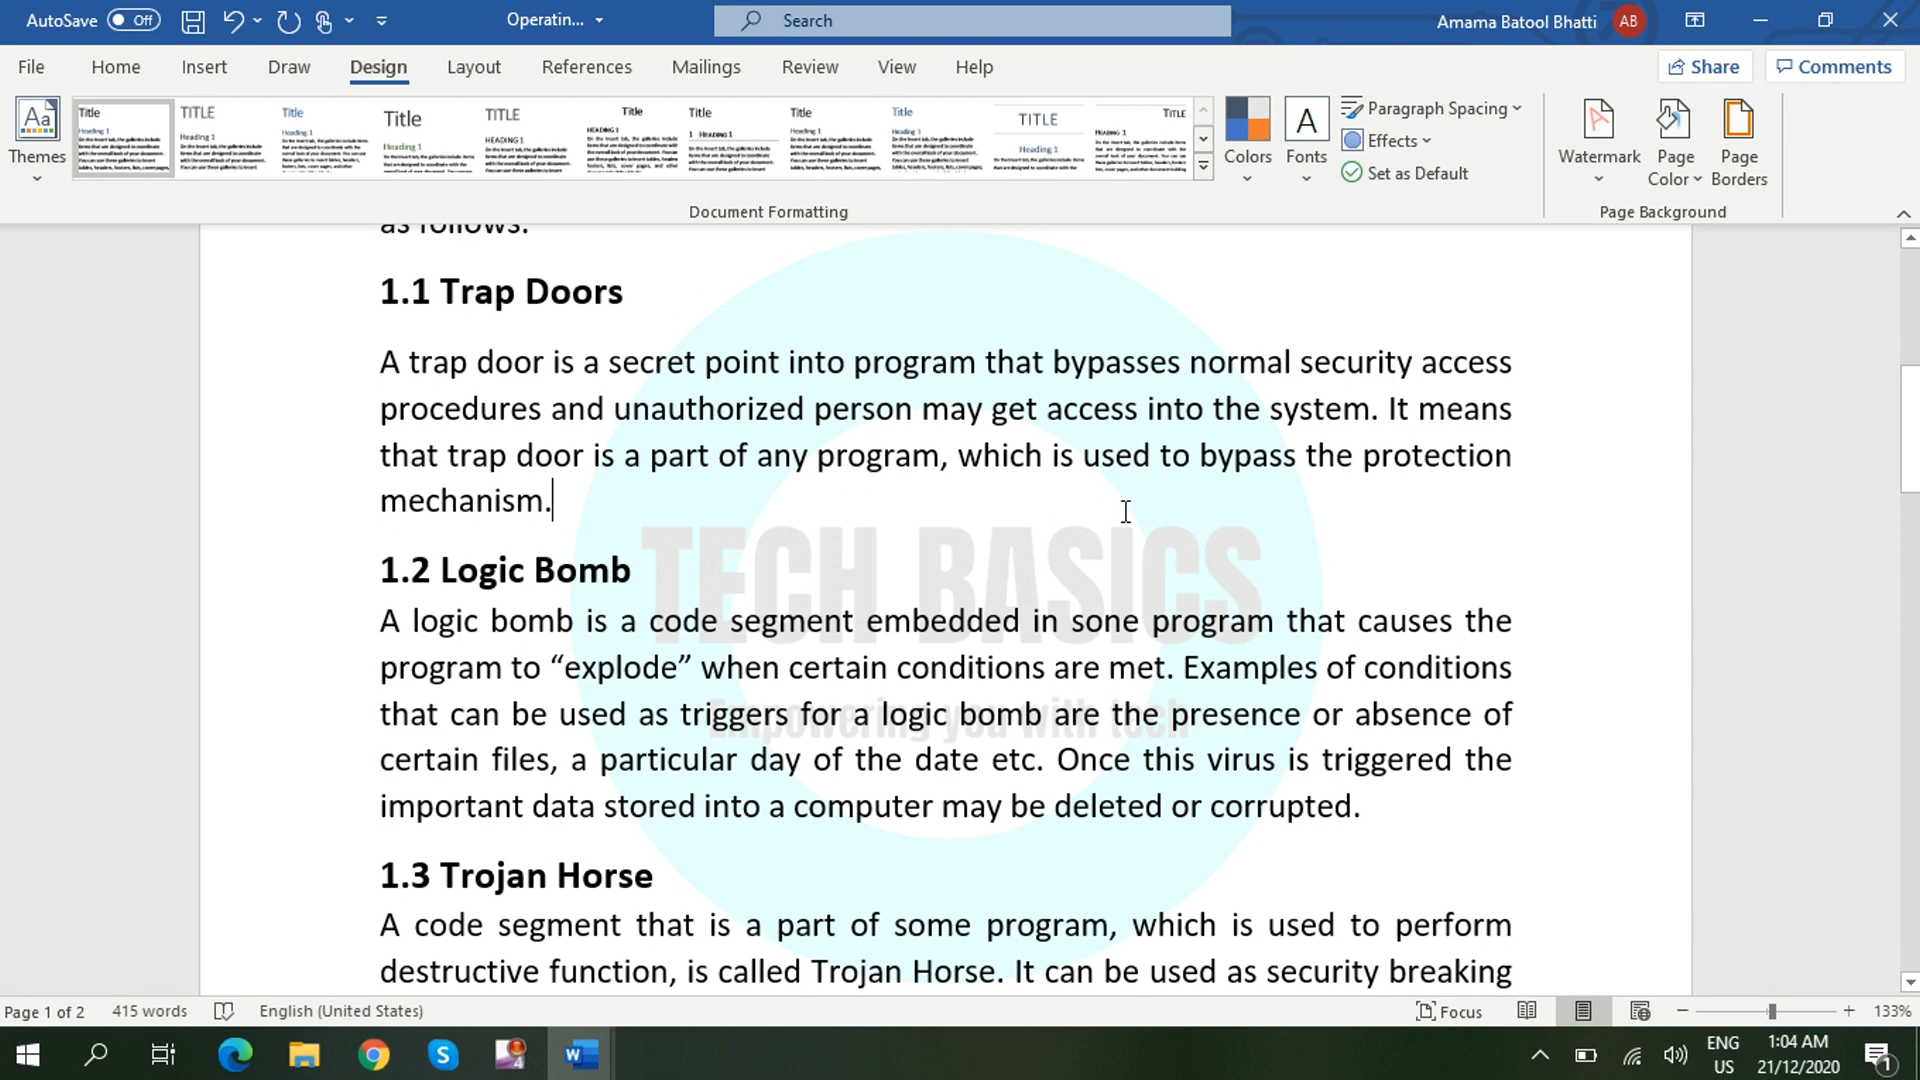 AutoSave Off Operatin... Search Amama Batool Bhatti AB
File Home Insert Draw Design Layout References Mailings Review View Help Share Comments
Themes
Colors
Fonts
Paragraph Spacing
Effects
Set as Default
Watermark
Page Color
Page Borders
Document Formatting
Page Background
as follows.
1.1 Trap Doors
A trap door is a secret point into program that bypasses normal security access
procedures and unauthorized person may get access into the system. It means
that trap door is a part of any program, which is used to bypass the protection
mechanism.
TECH BASICS
Empowering you with tech
1.2 Logic Bomb
A logic bomb is a code segment embedded in sone program that causes the
program to “explode” when certain conditions are met. Examples of conditions
that can be used as triggers for a logic bomb are the presence or absence of
certain files, a particular day of the date etc. Once this virus is triggered the
important data stored into a computer may be deleted or corrupted.
1.3 Trojan Horse
A code segment that is a part of some program, which is used to perform
destructive function, is called Trojan Horse. It can be used as security breaking
Page 1 of 2 415 words English (United States) Focus 133%
ENG
US
1:04 AM
21/12/2020
1